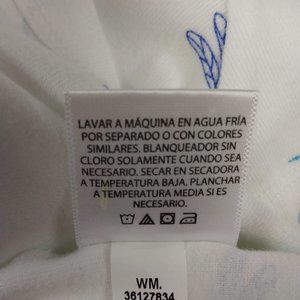 LAVAR A MÁQUINA EN AGUA FRÍA
POR SEPARADO O CON COLORES
SIMILARES. BLANQUEADOR SIN
CLORO SOLAMENTE CUANDO SEA
NECESARIO. SECAR EN SECADORA
A TEMPERATURA BAJA. PLANCHAR
A TEMPERATURA MEDIA SI ES
NECESARIO.
WM.
36127834